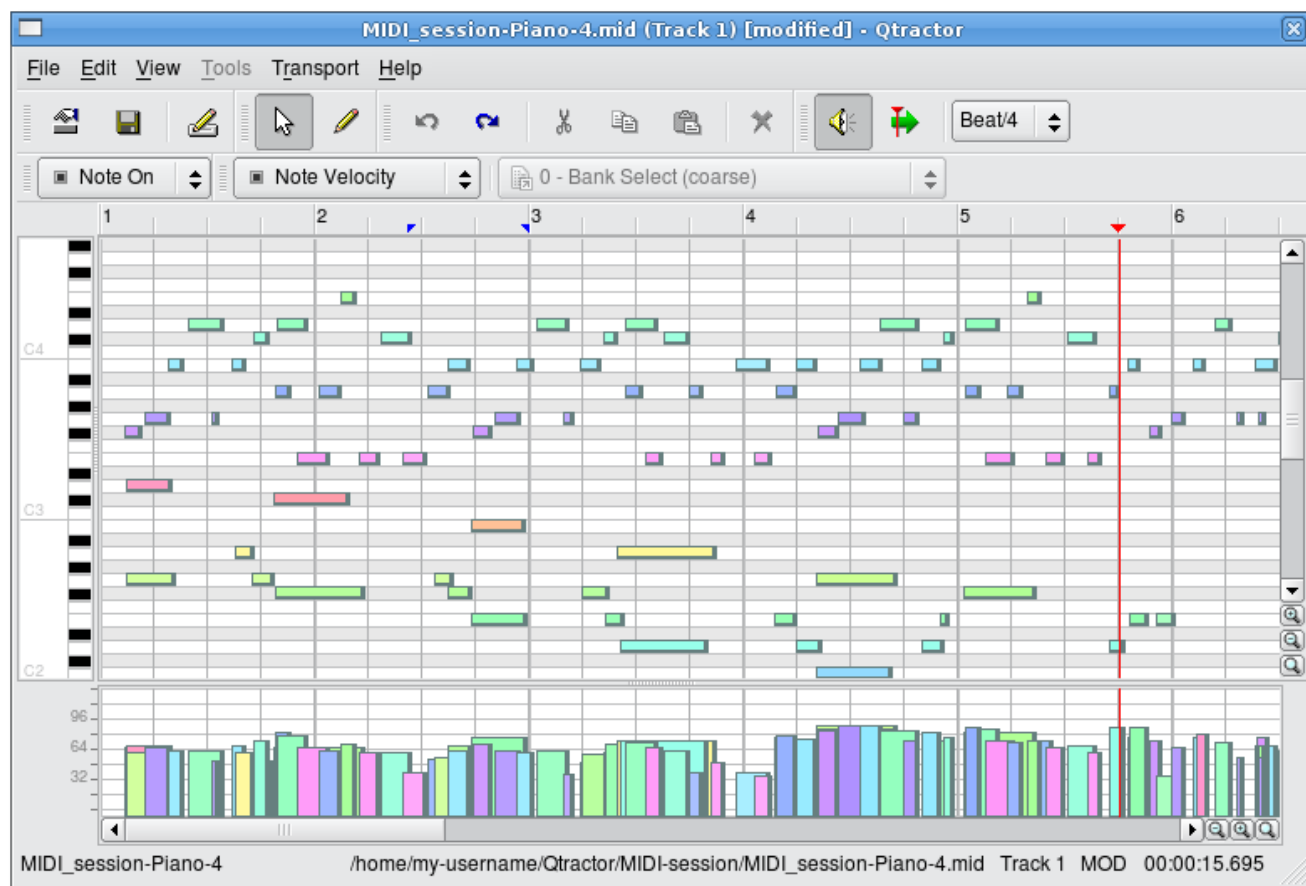 MIDI_session-Piano-4.mid (Track 1) [modified] - Qtractor
File Edit View Tools Transport Help
Beat/4
Note On Note Velocity 0 - Bank Select (coarse)
1 2 3 4 5 6
C4
C3
C2
96
64
32
MIDI_session-Piano-4 /home/my-username/Qtractor/MIDI-session/MIDI_session-Piano-4.mid Track 1 MOD 00:00:15.695